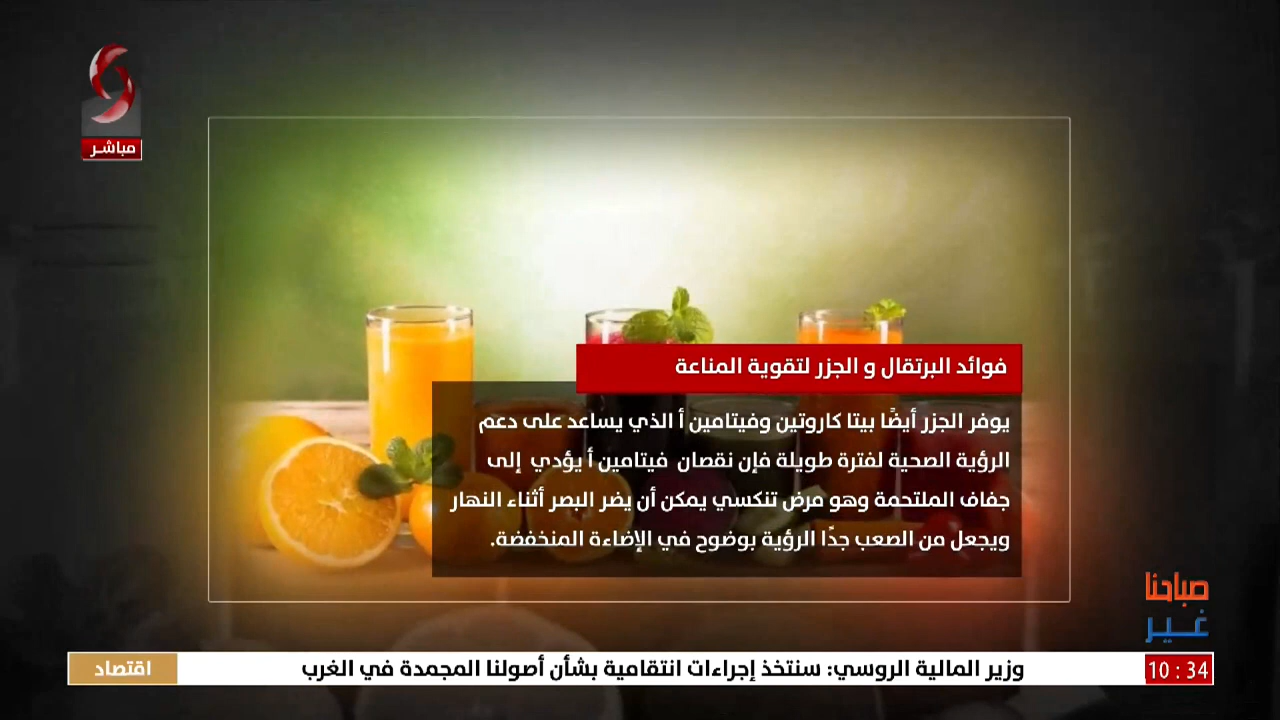 مباشر
فوائد البرتقال و الجزر لتقوية المناعة
يوفر الجزر أيضًا بيتا كاروتين وفيتامين أ الذي يساعد على دعم
الرؤية الصحية لفترة طويلة فإن نقصان فيتامين أ يؤدي إلى
جفاف الملتحمة وهو مرض تنكسي يمكن أن يضر البصر أثناء النهار
ويجعل من الصعب جدًا الرؤية بوضوح في الإضاءة المنخفضة.
صباحنا
غير
10 : 34
وزير المالية الروسي: سنتخذ إجراءات انتقامية بشأن أصولنا المجمدة في الغرب
اقتصاد